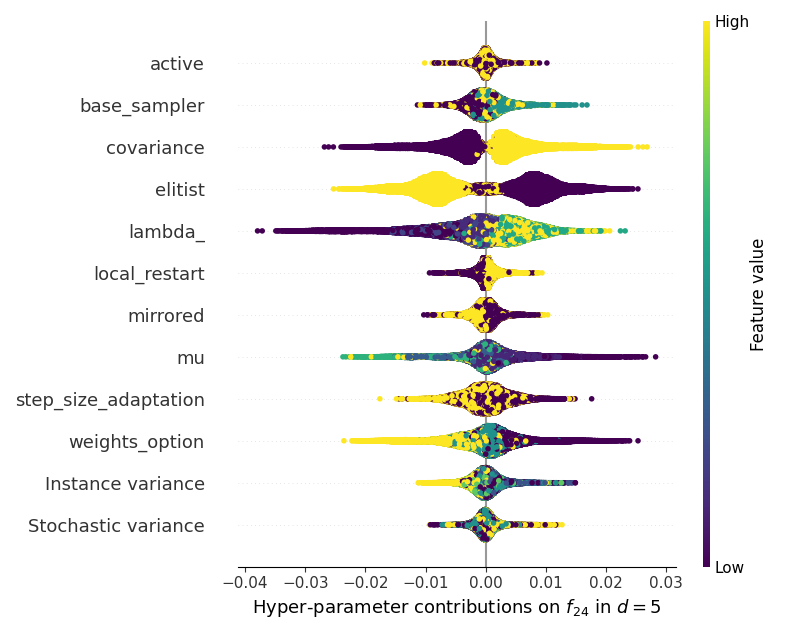 High
active
base_sampler
covariance
elitist
lambda_
local_restart
mirrored
mu
step_size_adaptation
weights_option
Instance variance
Stochastic variance
Feature value
Low
−0.04 −0.03 −0.02 −0.01 0.00 0.01 0.02 0.03
Hyper-parameter contributions on f₂₄ in d = 5